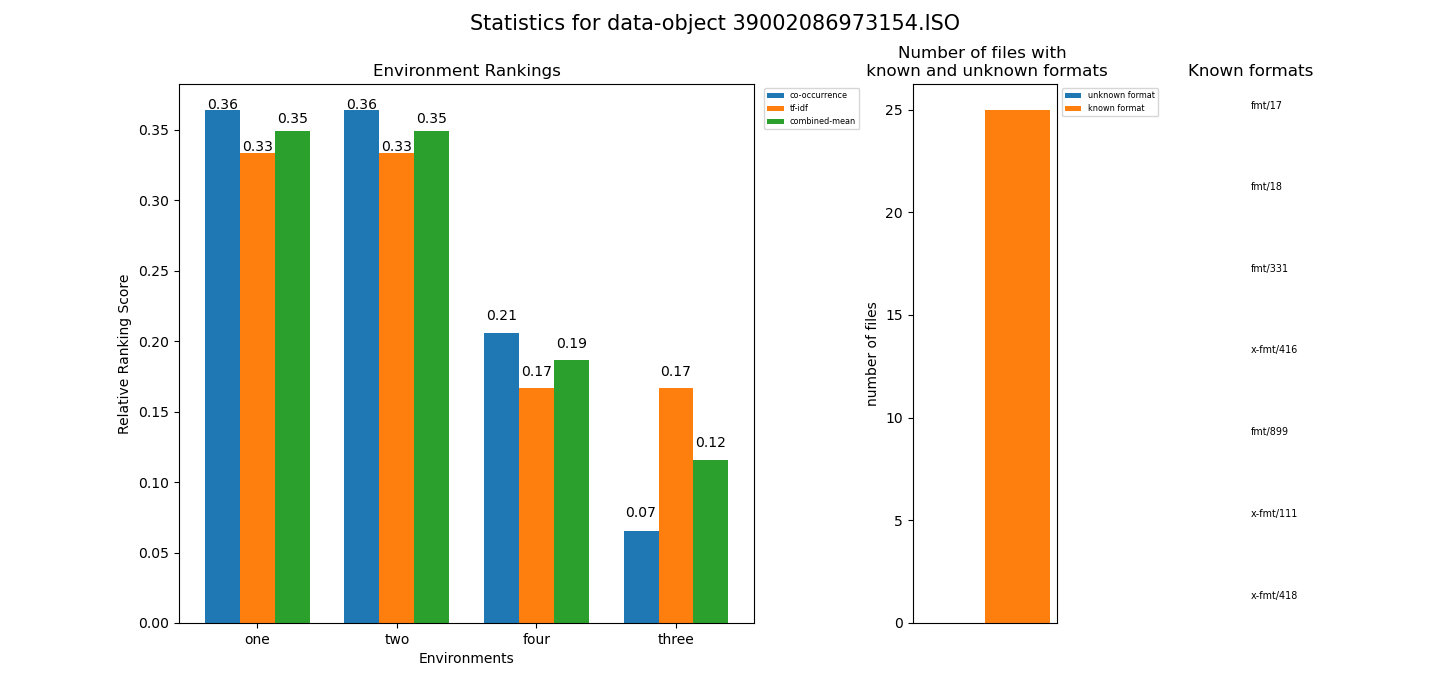 Statistics for data-object 39002086973154.ISO
Environment Rankings
0.36
0.33
0.35
0.36
0.33
0.35
0.21
0.17
0.19
0.07
0.17
0.12
0.35
0.30
0.25
0.20
0.15
0.10
0.05
0.00
Relative Ranking Score
one
two
four
three
Environments
co-occurrence
tf-idf
combined-mean
Number of files with
known and unknown formats
25
20
15
10
5
0
number of files
unknown format
known format
Known formats
fmt/17
fmt/18
fmt/331
x-fmt/416
fmt/899
x-fmt/111
x-fmt/418